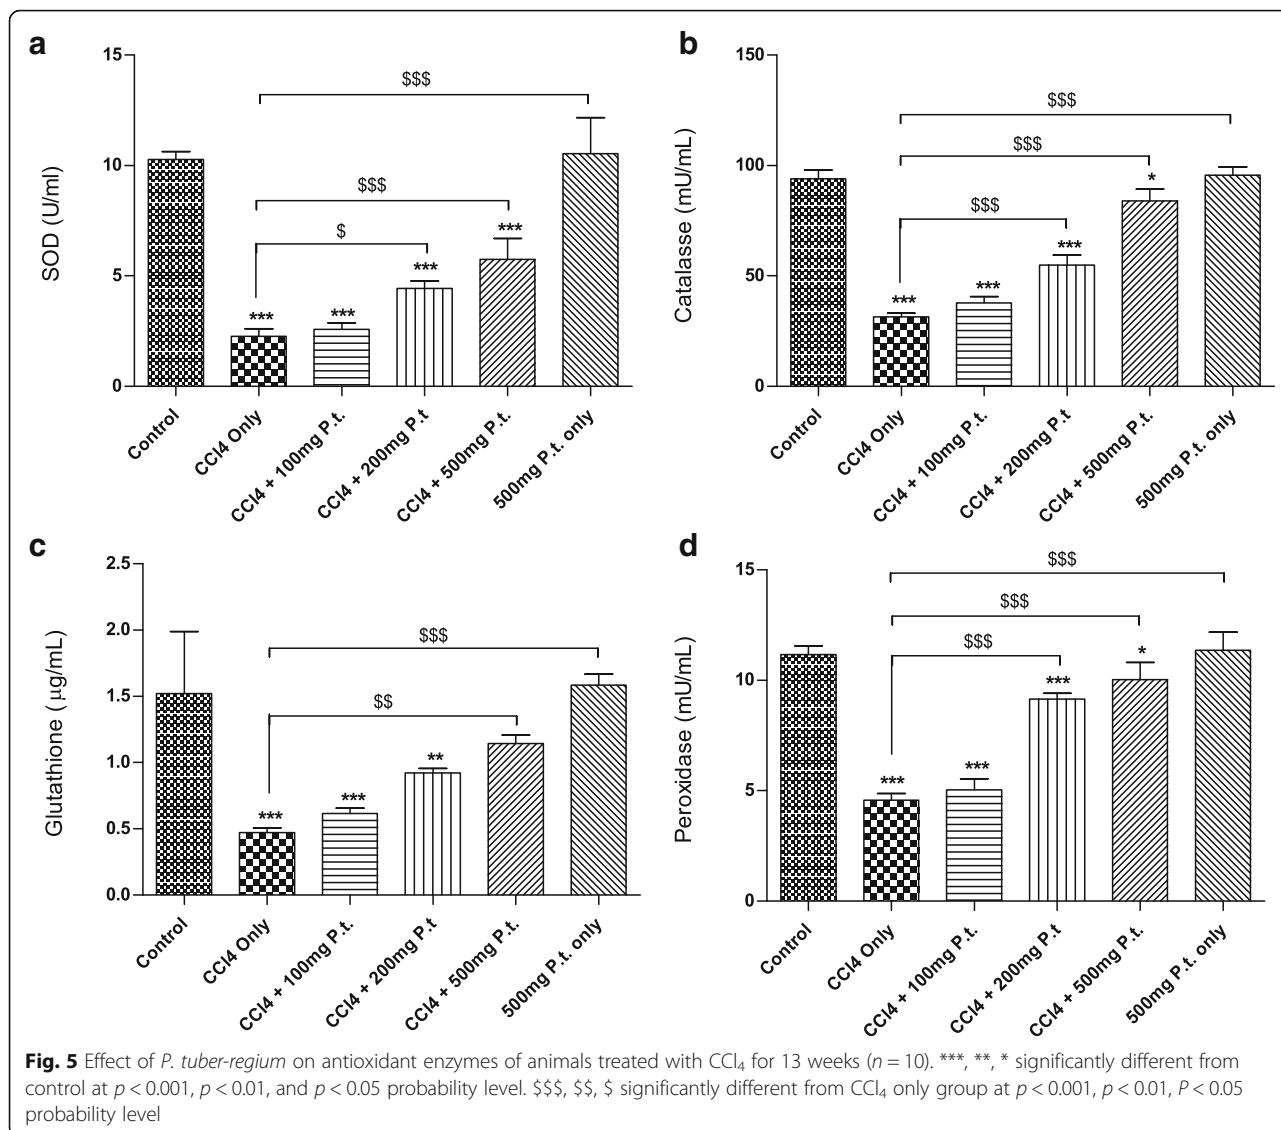 a
15
10
5
0
SOD (U/ml)
$$$
$$$
$
***
***
***
***
Control
CCl4 Only
CCl4 + 100mg P.t.
CCl4 + 200mg P.t
CCl4 + 500mg P.t.
500mg P.t. only
b
150
100
50
0
Catalasse (mU/mL)
$$$
$$$
$$$
***
***
***
*
Control
CCl4 Only
CCl4 + 100mg P.t.
CCl4 + 200mg P.t
CCl4 + 500mg P.t.
500mg P.t. only
c
2.5
2.0
1.5
1.0
0.5
0.0
Glutathione ( μg/mL)
$$$
$$
***
***
**
Control
CCl4 Only
CCl4 + 100mg P.t.
CCl4 + 200mg P.t
CCl4 + 500mg P.t.
500mg P.t. only
d
15
10
5
0
Peroxidase (mU/mL)
$$$
$$$
$$$
***
***
***
*
Control
CCl4 Only
CCl4 + 100mg P.t.
CCl4 + 200mg P.t
CCl4 + 500mg P.t.
500mg P.t. only
Fig. 5 Effect of P. tuber-regium on antioxidant enzymes of animals treated with CCl₄ for 13 weeks (n = 10). ***, **, * significantly different from
control at p < 0.001, p < 0.01, and p < 0.05 probability level. $$$, $$, $ significantly different from CCl₄ only group at p < 0.001, p < 0.01, P < 0.05
probability level